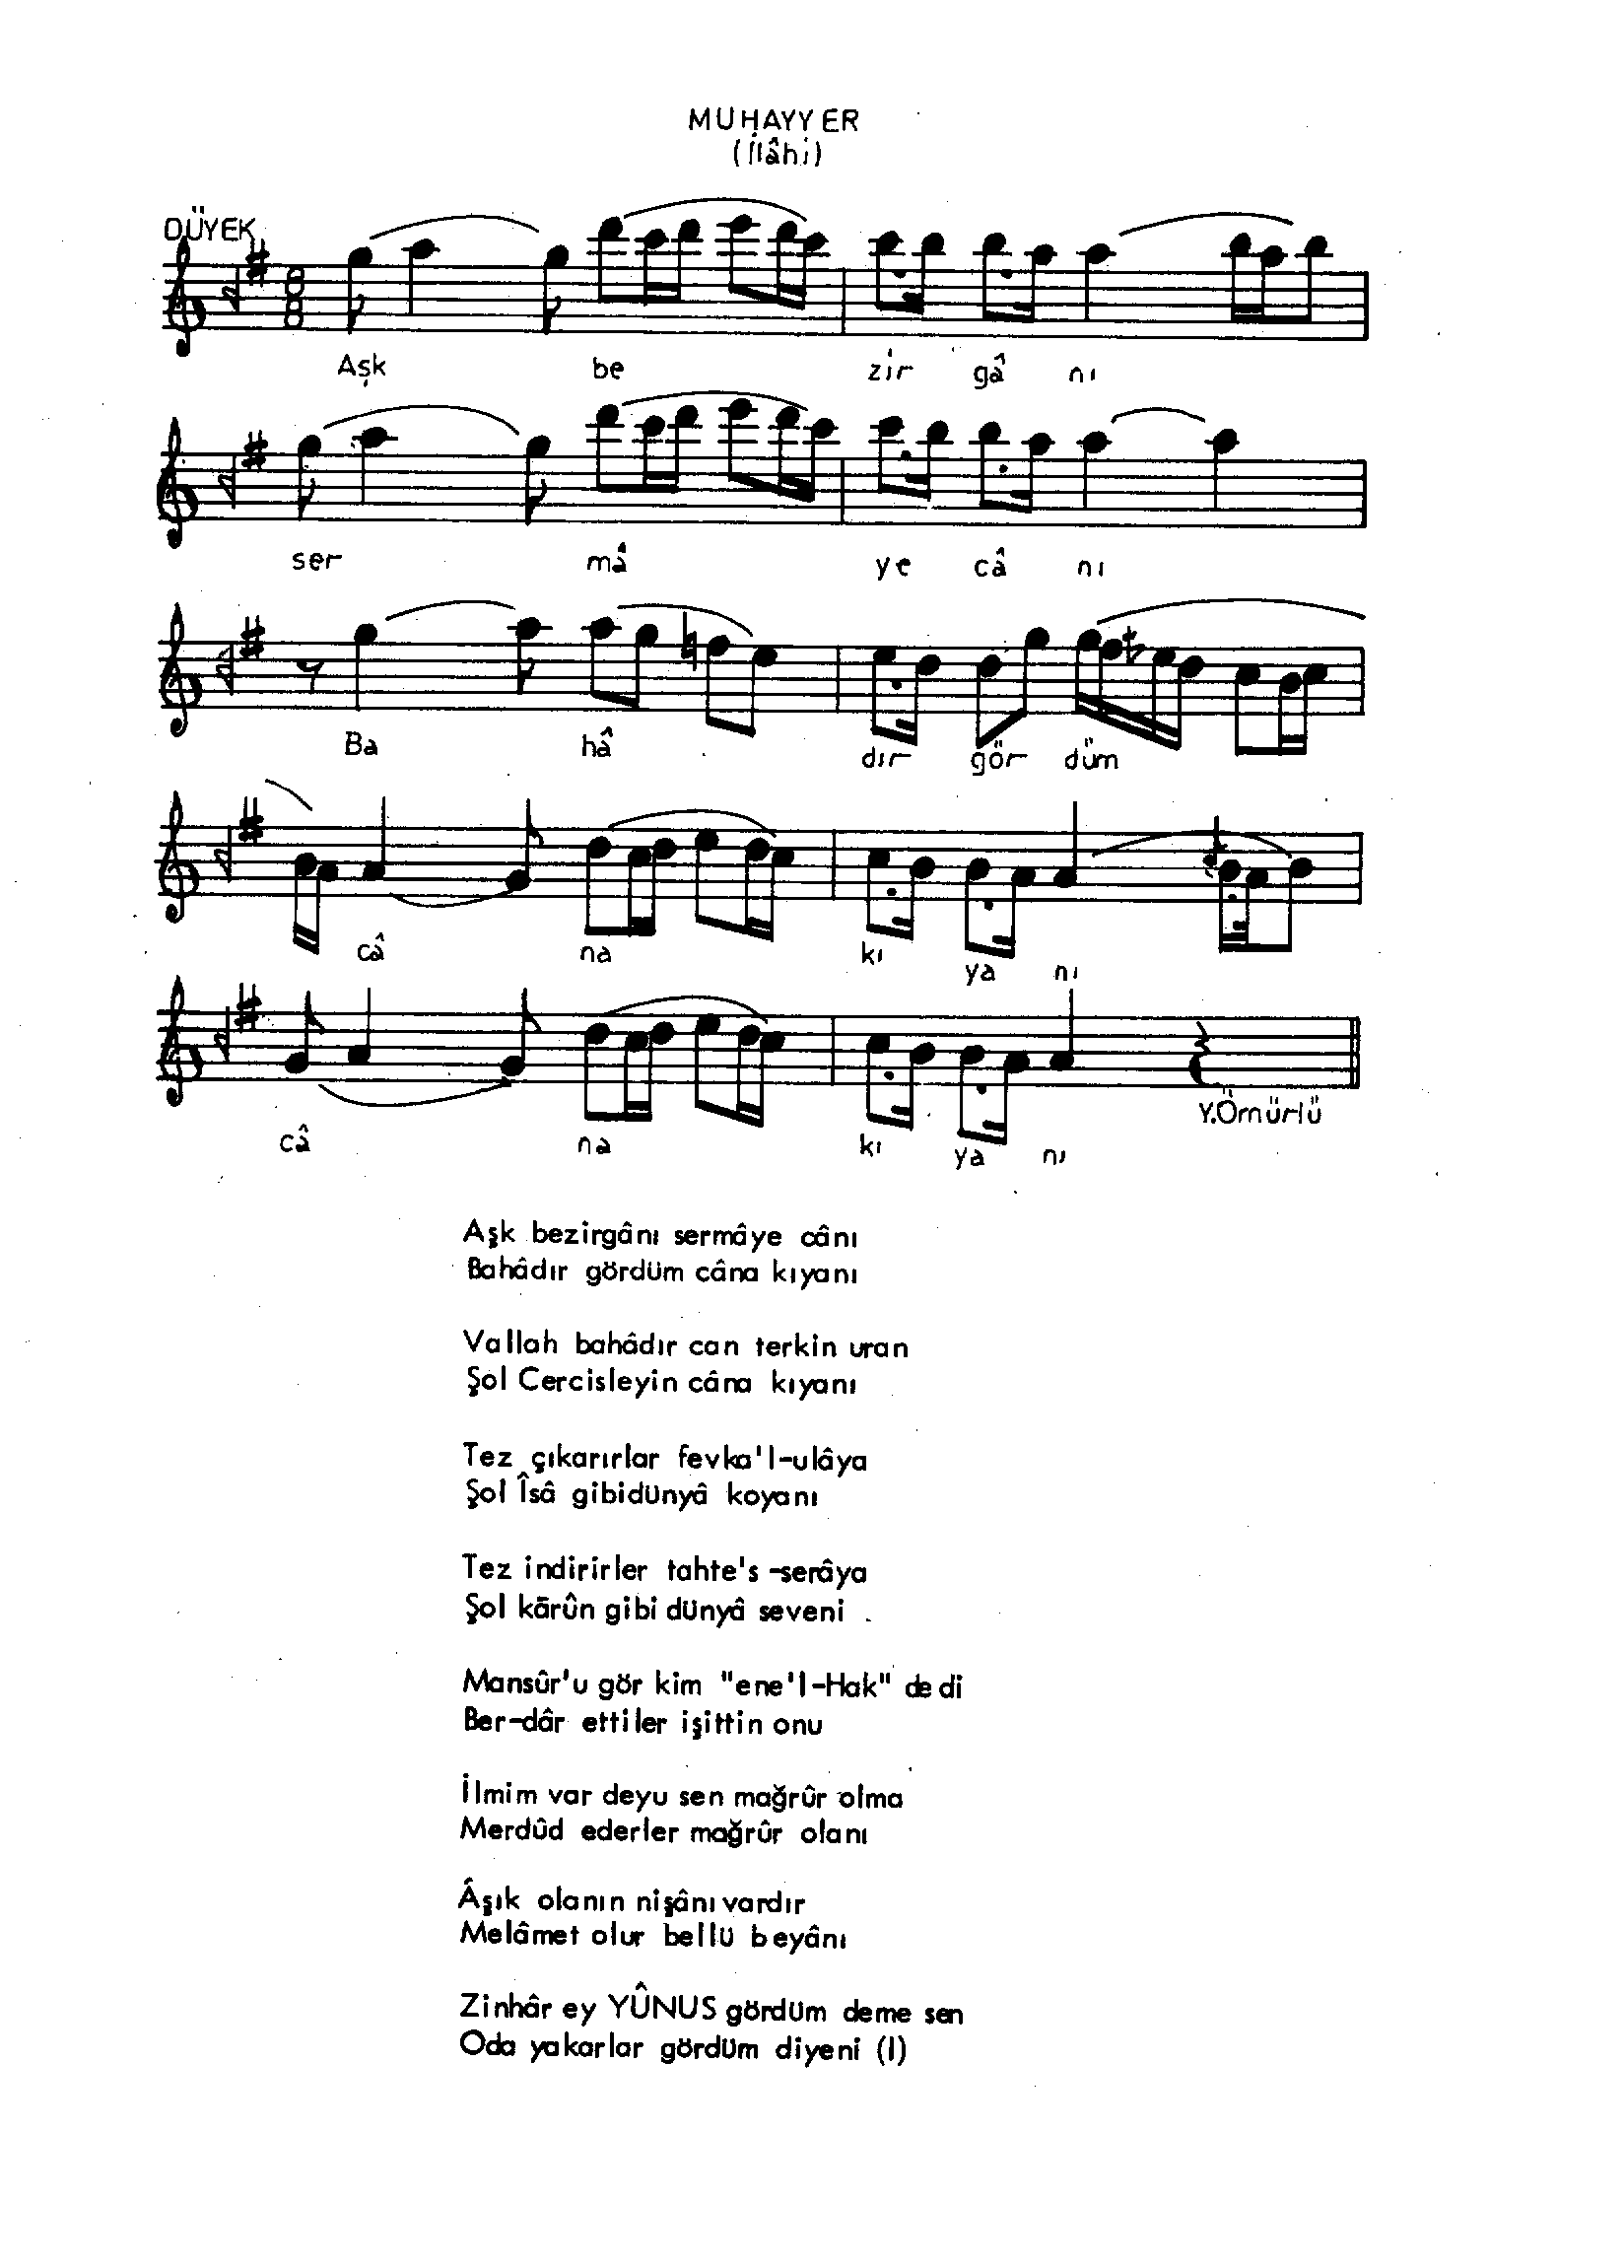 MUHAYYER
(İlâhi)
DÜYEK
Aşk be zir gâ nı
ser mâ ye câ nı
Ba hâ dır gör düm
câ na kı ya nı
Y.Ömürlü
câ na kı ya nı
Aşk bezirgânı sermâye cânı
Bahâdır gördüm câna kıyanı
Vallah bahâdır can terkin uran
Şol Cercisleyin câna kıyanı
Tez çıkarırlar fevka'l-ulâya
Şol Îsâ gibidünyâ koyanı
Tez indirirler tahte's-serâya
Şol kārûn gibi dünyâ seveni
Mansûr'u gör kim "ene'l-Hak" dedi
Ber-dâr ettiler işittin onu
İlmim var deyu sen mağrûr olma
Merdûd ederler mağrûr olanı
Âşık olanın nişânı vardır
Melâmet olur bellü beyânı
Zinhâr ey YÛNUS gördüm deme sen
Oda yakarlar gördüm diyeni (I)